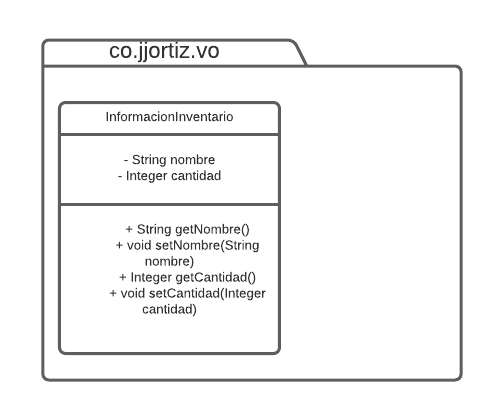 co.jjortiz.vo
InformacionInventario
- String nombre
- Integer cantidad
+ String getNombre()
+ void setNombre(String
nombre)
+ Integer getCantidad()
+ void setCantidad(Integer
cantidad)